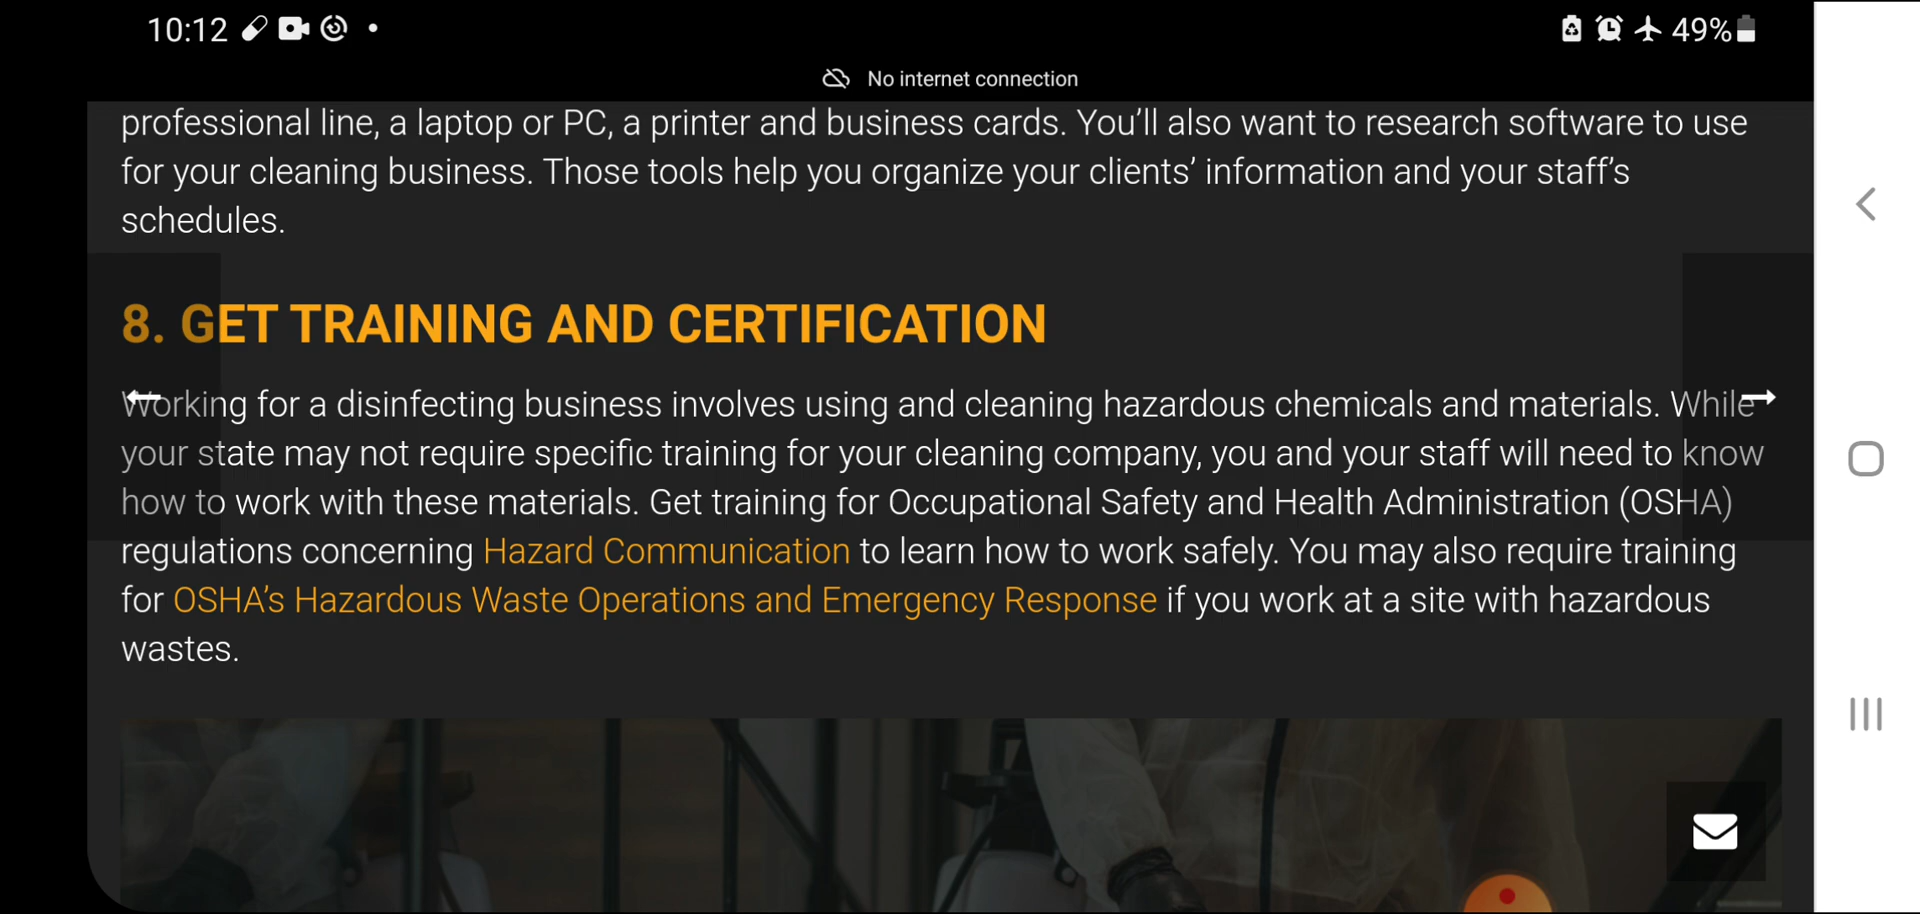 10:12
49%
No internet connection
professional line, a laptop or PC, a printer and business cards. You’ll also want to research software to use
for your cleaning business. Those tools help you organize your clients’ information and your staff’s
schedules.
8. GET TRAINING AND CERTIFICATION
Working for a disinfecting business involves using and cleaning hazardous chemicals and materials. While
your state may not require specific training for your cleaning company, you and your staff will need to know
how to work with these materials. Get training for Occupational Safety and Health Administration (OSHA)
regulations concerning Hazard Communication to learn how to work safely. You may also require training
for OSHA’s Hazardous Waste Operations and Emergency Response if you work at a site with hazardous
wastes.